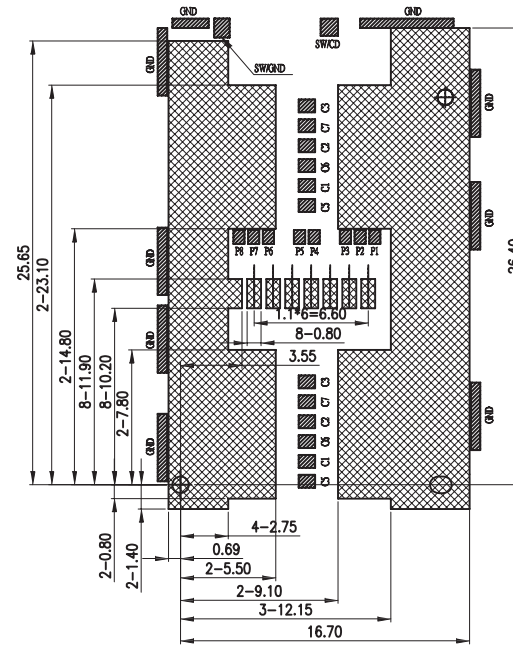 GND
GND
SW/GND
SW/CD
GND
GND
GND
GND
GND
GND
GND
C3
C7
C2
C6
C1
C5
P8 P7 P6 P5 P4 P3 P2 P1
1.1*6=6.60
8-0.80
3.55
C3
C7
C2
C6
C1
25.65
2-23.10
2-14.80
8-11.90
8-10.20
2-7.80
2-0.80
2-1.40
4-2.75
0.69
2-5.50
2-9.10
3-12.15
16.70